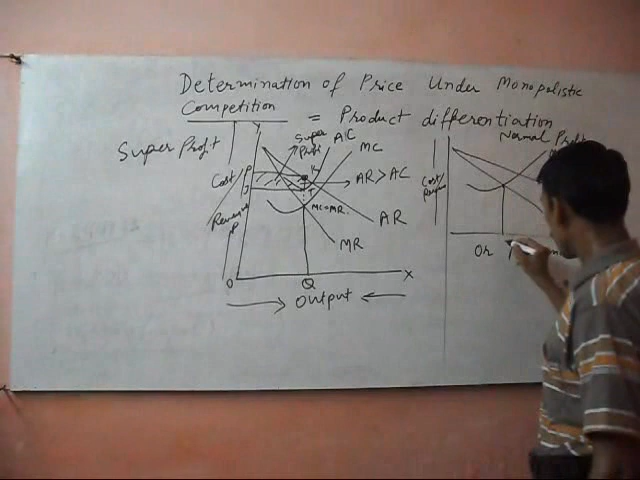 Determination of Price Under Monopolistic
Competition = Product differentiation
Super Profit
Normal Profit
Super
Profit
AC
MC
Cost/
Revenue
P
K
AR > AC
MC=MR.
AR
MR
O
Q
X
Output
Cost/
Or